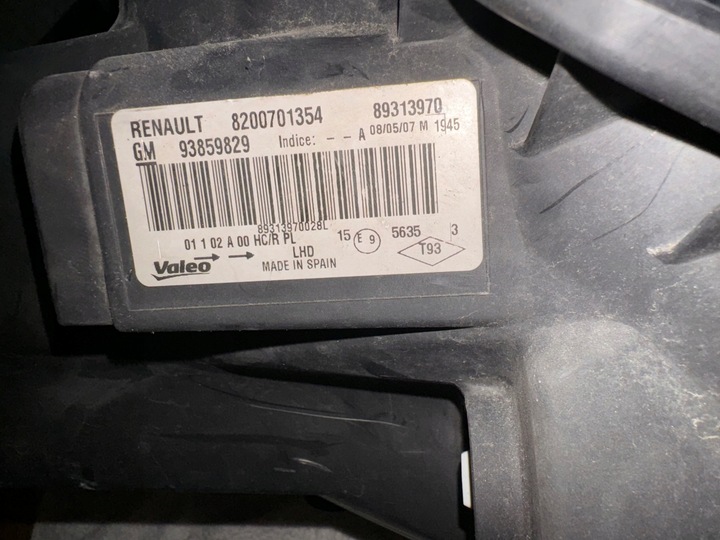 RENAULT 8200701354 89313970
GM 93859829 Indice: - - A 08/05/07 M 1945
89313970028L
01 1 02 A 00 HC/R PL 15 E 9 5635 3
Valeo LHD T93
MADE IN SPAIN